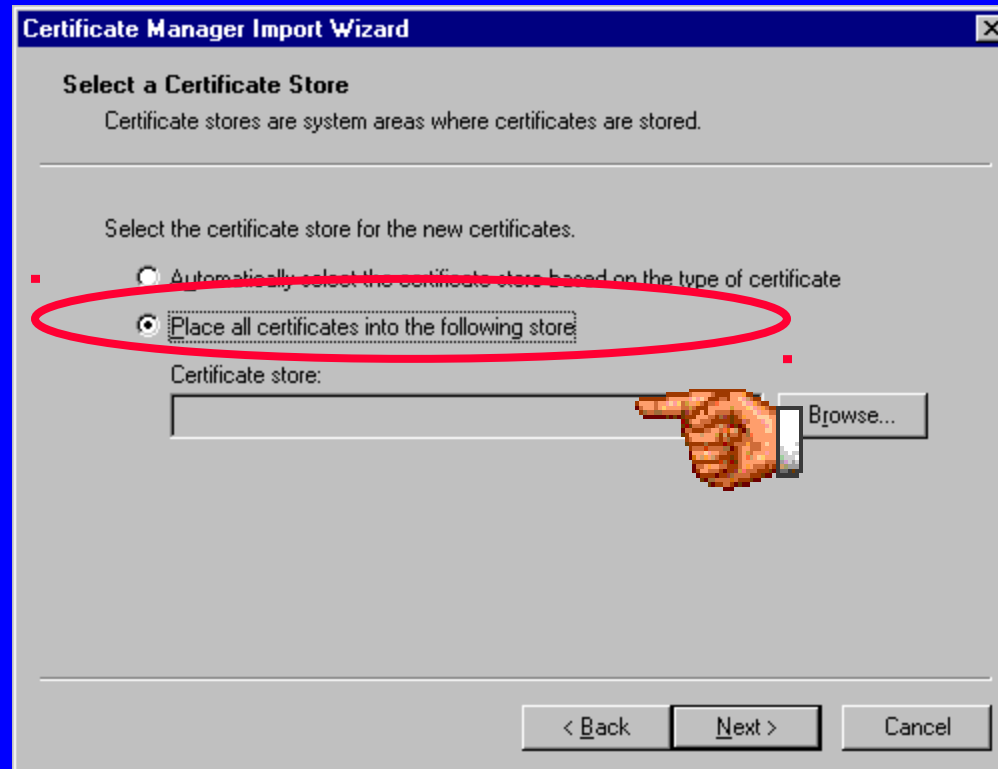 Certificate Manager Import Wizard
Select a Certificate Store
Certificate stores are system areas where certificates are stored.
Select the certificate store for the new certificates.
Automatically select the certificate store based on the type of certificate
Place all certificates into the following store
Certificate store:
Browse...
< Back
Next >
Cancel